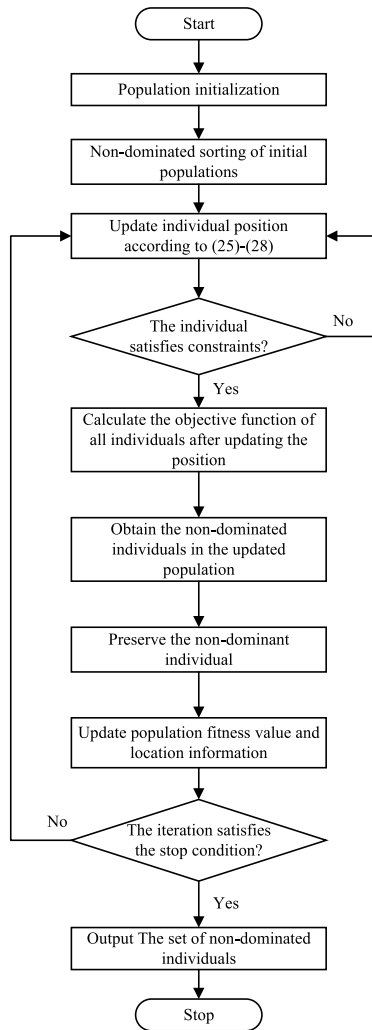 Start
Population initialization
Non-dominated sorting of initial
populations
Update individual position
according to (25)-(28)
The individual
satisfies constraints?
No
Yes
Calculate the objective function of
all individuals after updating the
position
Obtain the non-dominated
individuals in the updated
population
Preserve the non-dominant
individual
Update population fitness value and
location information
No
The iteration satisfies
the stop condition?
Yes
Output The set of non-dominated
individuals
Stop